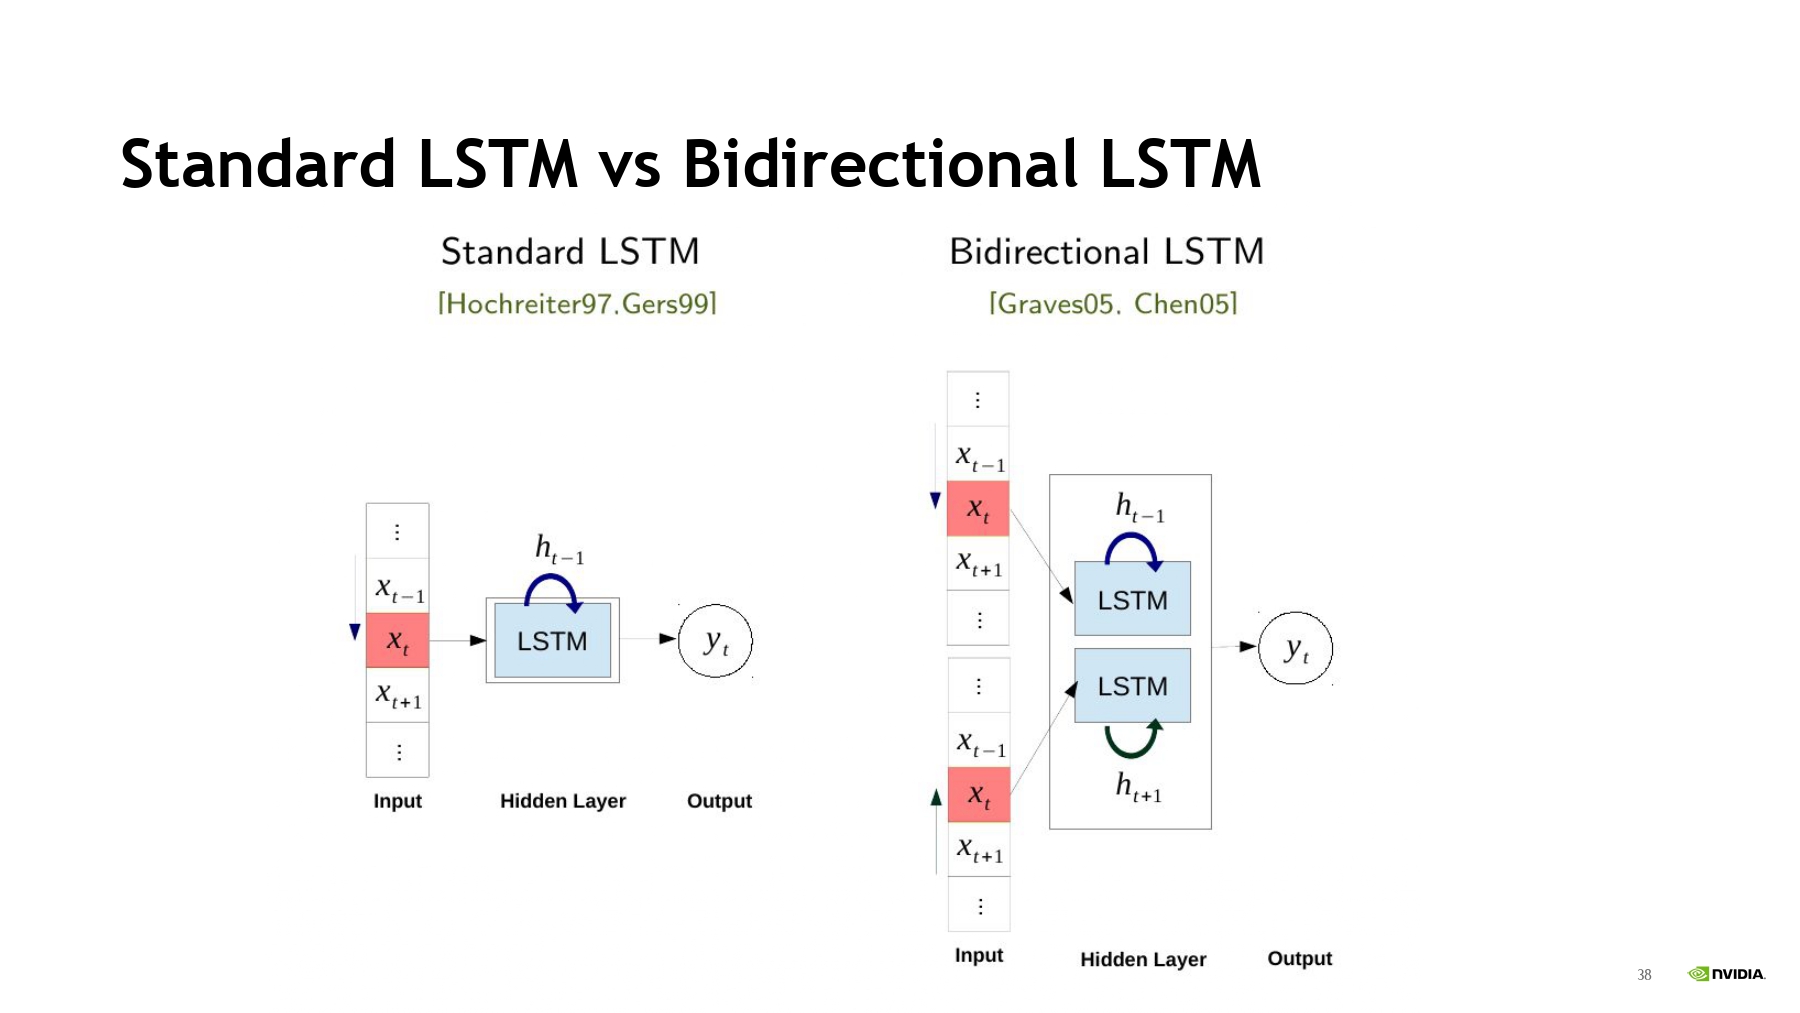 Standard LSTM vs Bidirectional LSTM
Standard LSTM
[Hochreiter97,Gers99]
⋮
x_{t−1}
x_t
x_{t+1}
⋮
h_{t−1}
LSTM
y_t
Input
Hidden Layer
Output
Bidirectional LSTM
[Graves05, Chen05]
⋮
x_{t−1}
x_t
x_{t+1}
⋮
⋮
x_{t−1}
x_t
x_{t+1}
⋮
h_{t−1}
LSTM
LSTM
h_{t+1}
y_t
Input
Hidden Layer
Output
38
NVIDIA.